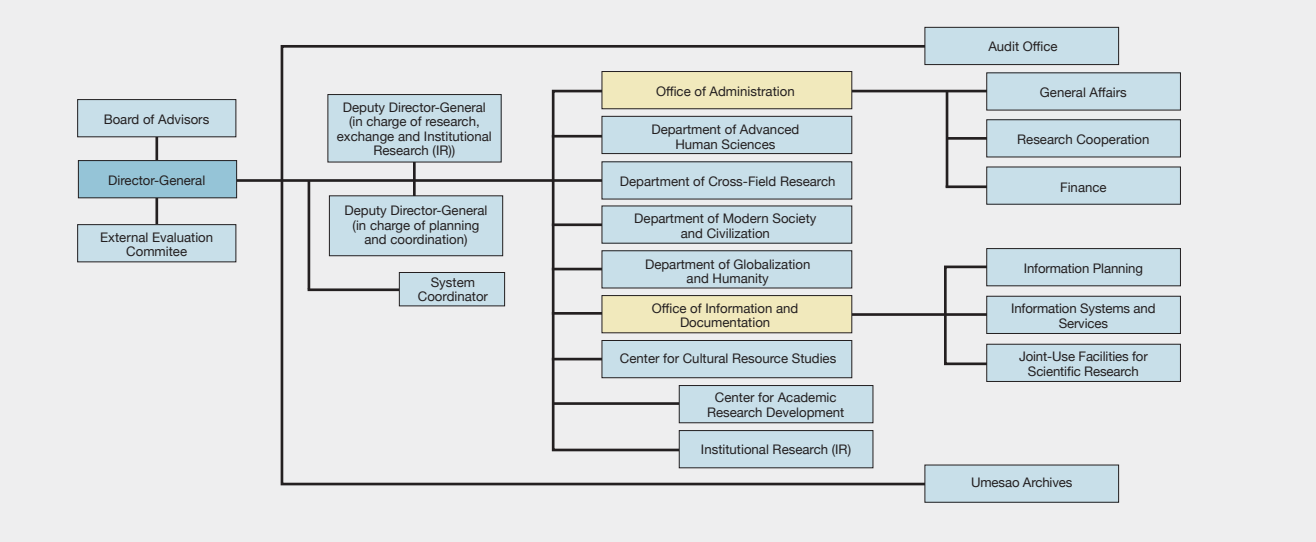 Board of Advisors
Director-General
External Evaluation
Commitee
Deputy Director-General
(in charge of research,
exchange and Institutional
Research (IR))
Deputy Director-General
(in charge of planning
and coordination)
System
Coordinator
Office of Administration
Department of Advanced
Human Sciences
Department of Cross-Field Research
Department of Modern Society
and Civilization
Department of Globalization
and Humanity
Office of Information and
Documentation
Center for Cultural Resource Studies
Center for Academic
Research Development
Institutional Research (IR)
Audit Office
General Affairs
Research Cooperation
Finance
Information Planning
Information Systems and
Services
Joint-Use Facilities for
Scientific Research
Umesao Archives